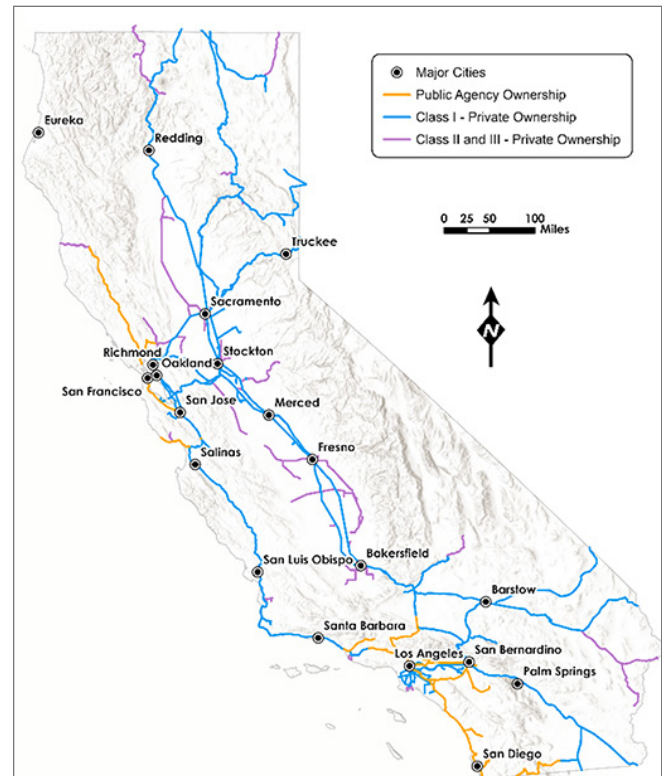 Major Cities
Public Agency Ownership
Class I - Private Ownership
Class II and III - Private Ownership
0 25 50 100
Miles
N
Eureka
Redding
Truckee
Sacramento
Richmond
Oakland
Stockton
San Francisco
San Jose
Merced
Salinas
Fresno
San Luis Obispo
Bakersfield
Barstow
Santa Barbara
Los Angeles
San Bernardino
Palm Springs
San Diego